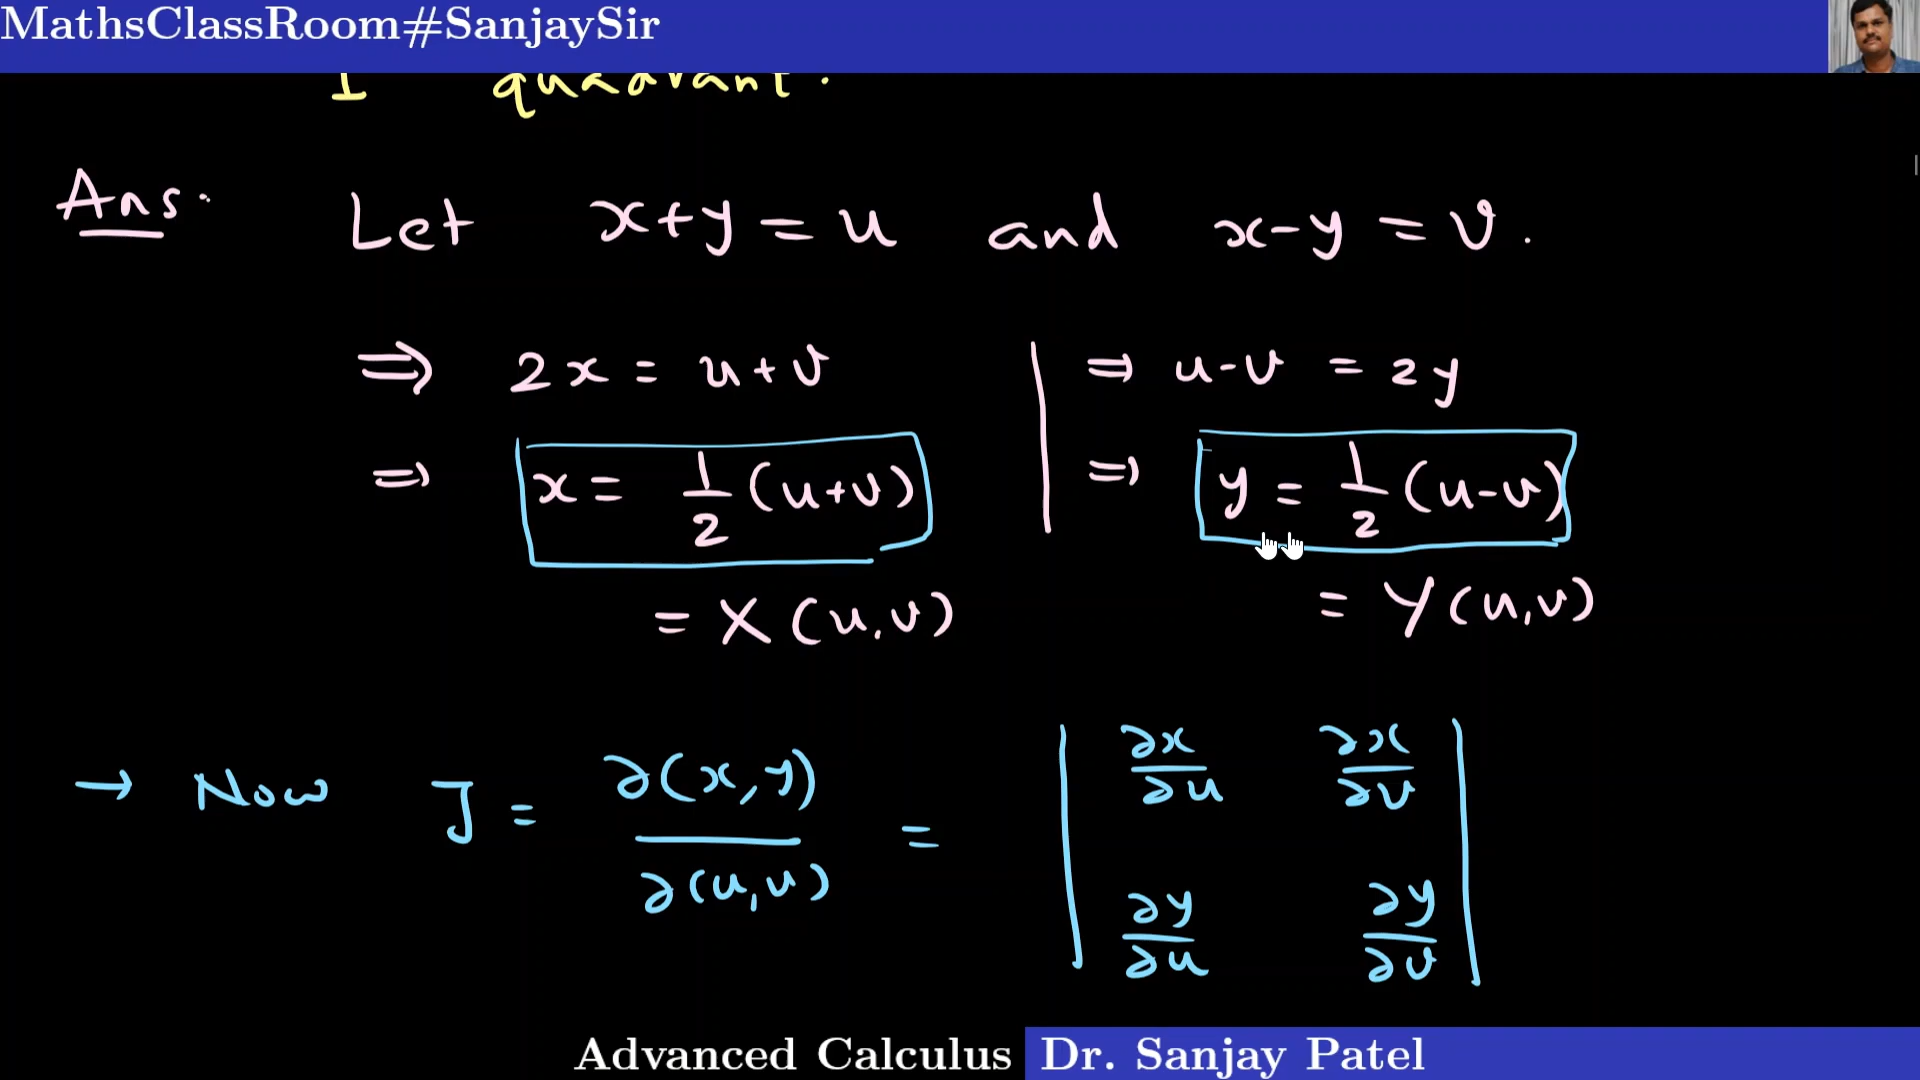 MathsClassRoom#SanjaySir
I quadrant.
Ans. Let x+y = u and x-y = v.
⇒ 2x = u+v | ⇒ u-v = 2y
⇒ x = 1/2 (u+v) | ⇒ y = 1/2 (u-v)
= X (u,v) = Y (u,v)
→ Now J = ∂(x,y)/∂(u,v) = | ∂x/∂u ∂x/∂v |
| ∂y/∂u ∂y/∂v |
Advanced Calculus Dr. Sanjay Patel